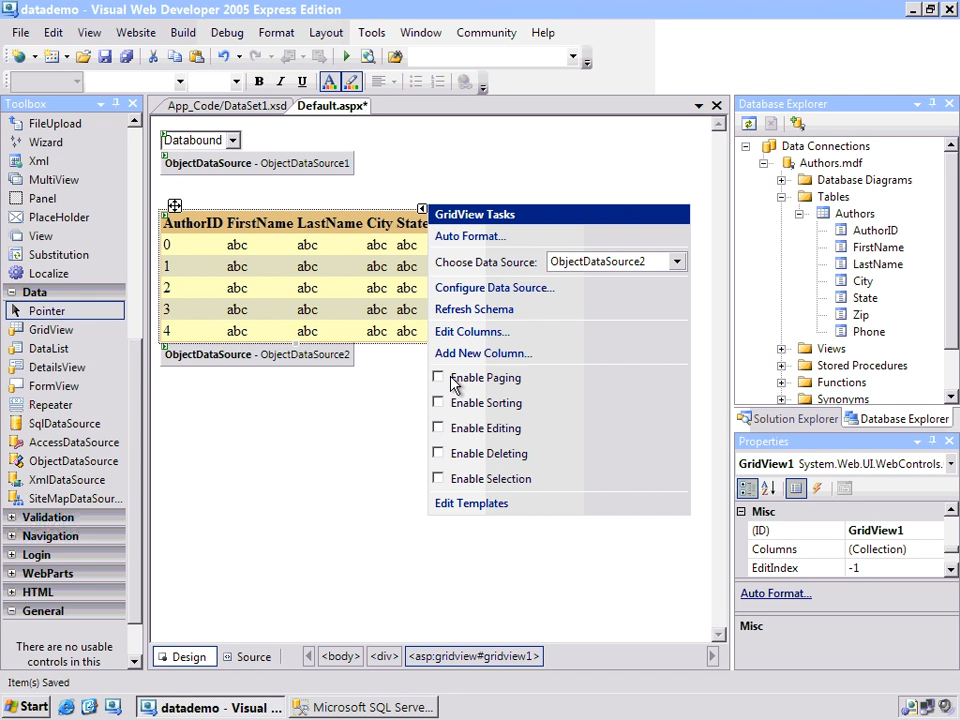 datademo - Visual Web Developer 2005 Express Edition
File Edit View Website Build Debug Format Layout Tools Window Community Help
B I U A
Toolbox
FileUpload
Wizard
Xml
MultiView
Panel
PlaceHolder
View
Substitution
Localize
Data
Pointer
GridView
DataList
DetailsView
FormView
Repeater
SqlDataSource
AccessDataSource
ObjectDataSource
XmlDataSource
SiteMapDataSour...
Validation
Navigation
Login
WebParts
HTML
General
There are no usable
controls in this
App_Code/DataSet1.xsd Default.aspx*
Databound
ObjectDataSource - ObjectDataSource1
AuthorID FirstName LastName City State
0 abc abc abc abc
1 abc abc abc abc
2 abc abc abc abc
3 abc abc abc abc
4 abc abc abc abc
ObjectDataSource - ObjectDataSource2
GridView Tasks
Auto Format...
Choose Data Source: ObjectDataSource2
Configure Data Source...
Refresh Schema
Edit Columns...
Add New Column...
Enable Paging
Enable Sorting
Enable Editing
Enable Deleting
Enable Selection
Edit Templates
Design Source <body> <div> <asp:gridview#gridview1>
Database Explorer
Data Connections
Authors.mdf
Database Diagrams
Tables
Authors
AuthorID
FirstName
LastName
City
State
Zip
Phone
Views
Stored Procedures
Functions
Synonyms
Solution Explorer Database Explorer
Properties
GridView1 System.Web.UI.WebControls.
Misc
(ID) GridView1
Columns (Collection)
EditIndex -1
Auto Format...
Misc
Item(s) Saved
Start datademo - Visual ... Microsoft SQL Serve...